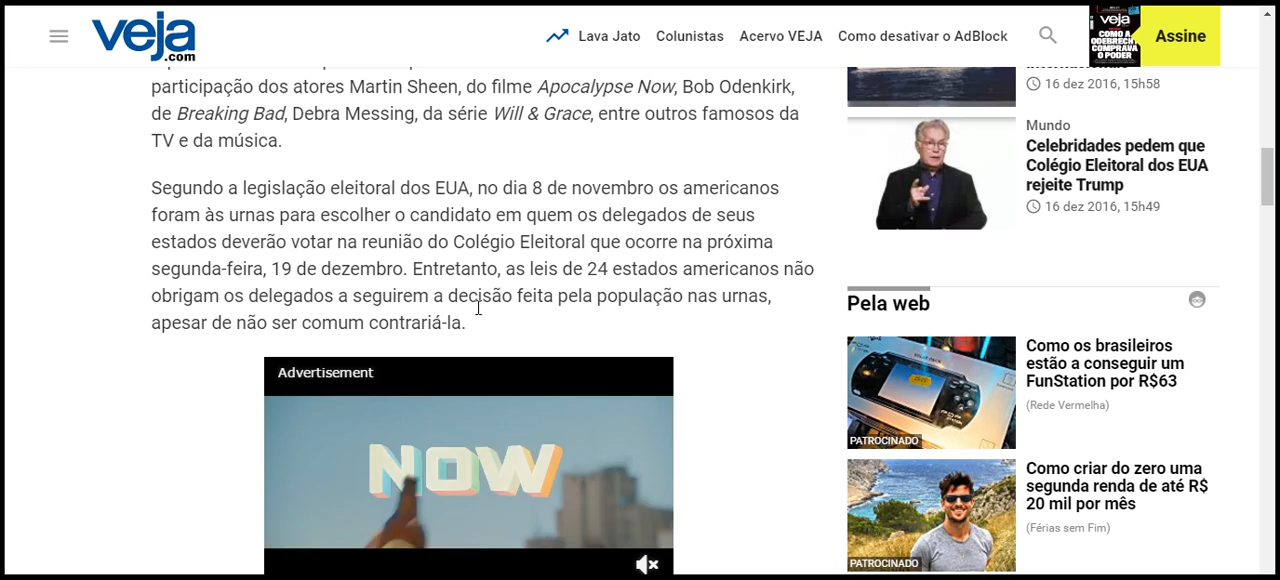 veja
.com
Lava Jato
Colunistas
Acervo VEJA
Como desativar o AdBlock
veja
COMO A
ODEBRECHT
COMPRAVA
O PODER
Assine
participação dos atores Martin Sheen, do filme Apocalypse Now, Bob Odenkirk,
de Breaking Bad, Debra Messing, da série Will & Grace, entre outros famosos da
TV e da música.
Segundo a legislação eleitoral dos EUA, no dia 8 de novembro os americanos
foram às urnas para escolher o candidato em quem os delegados de seus
estados deverão votar na reunião do Colégio Eleitoral que ocorre na próxima
segunda-feira, 19 de dezembro. Entretanto, as leis de 24 estados americanos não
obrigam os delegados a seguirem a decisão feita pela população nas urnas,
apesar de não ser comum contrariá-la.
Advertisement
NOW
16 dez 2016, 15h58
Mundo
Celebridades pedem que
Colégio Eleitoral dos EUA
rejeite Trump
16 dez 2016, 15h49
Pela web
Como os brasileiros
estão a conseguir um
FunStation por R$63
(Rede Vermelha)
PATROCINADO
Como criar do zero uma
segunda renda de até R$
20 mil por mês
(Férias sem Fim)
PATROCINADO